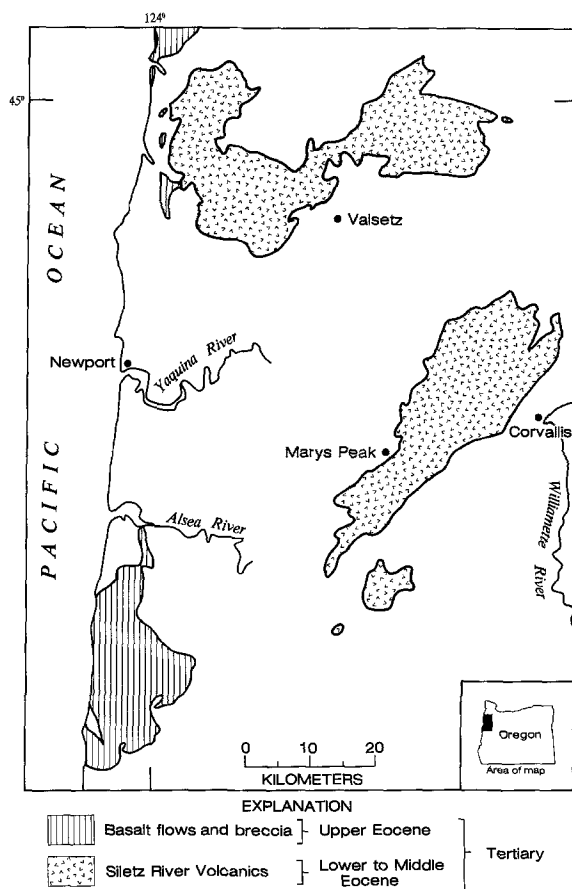 124°
45°
PACIFIC OCEAN
Valsetz
Newport
Yaquina River
Corvallis
Marys Peak
Alsea River
Williamette River
Oregon
Area of map
0 10 20
KILOMETERS
EXPLANATION
Basalt flows and breccia Upper Eocene
Siletz River Volcanics Lower to Middle Eocene
Tertiary